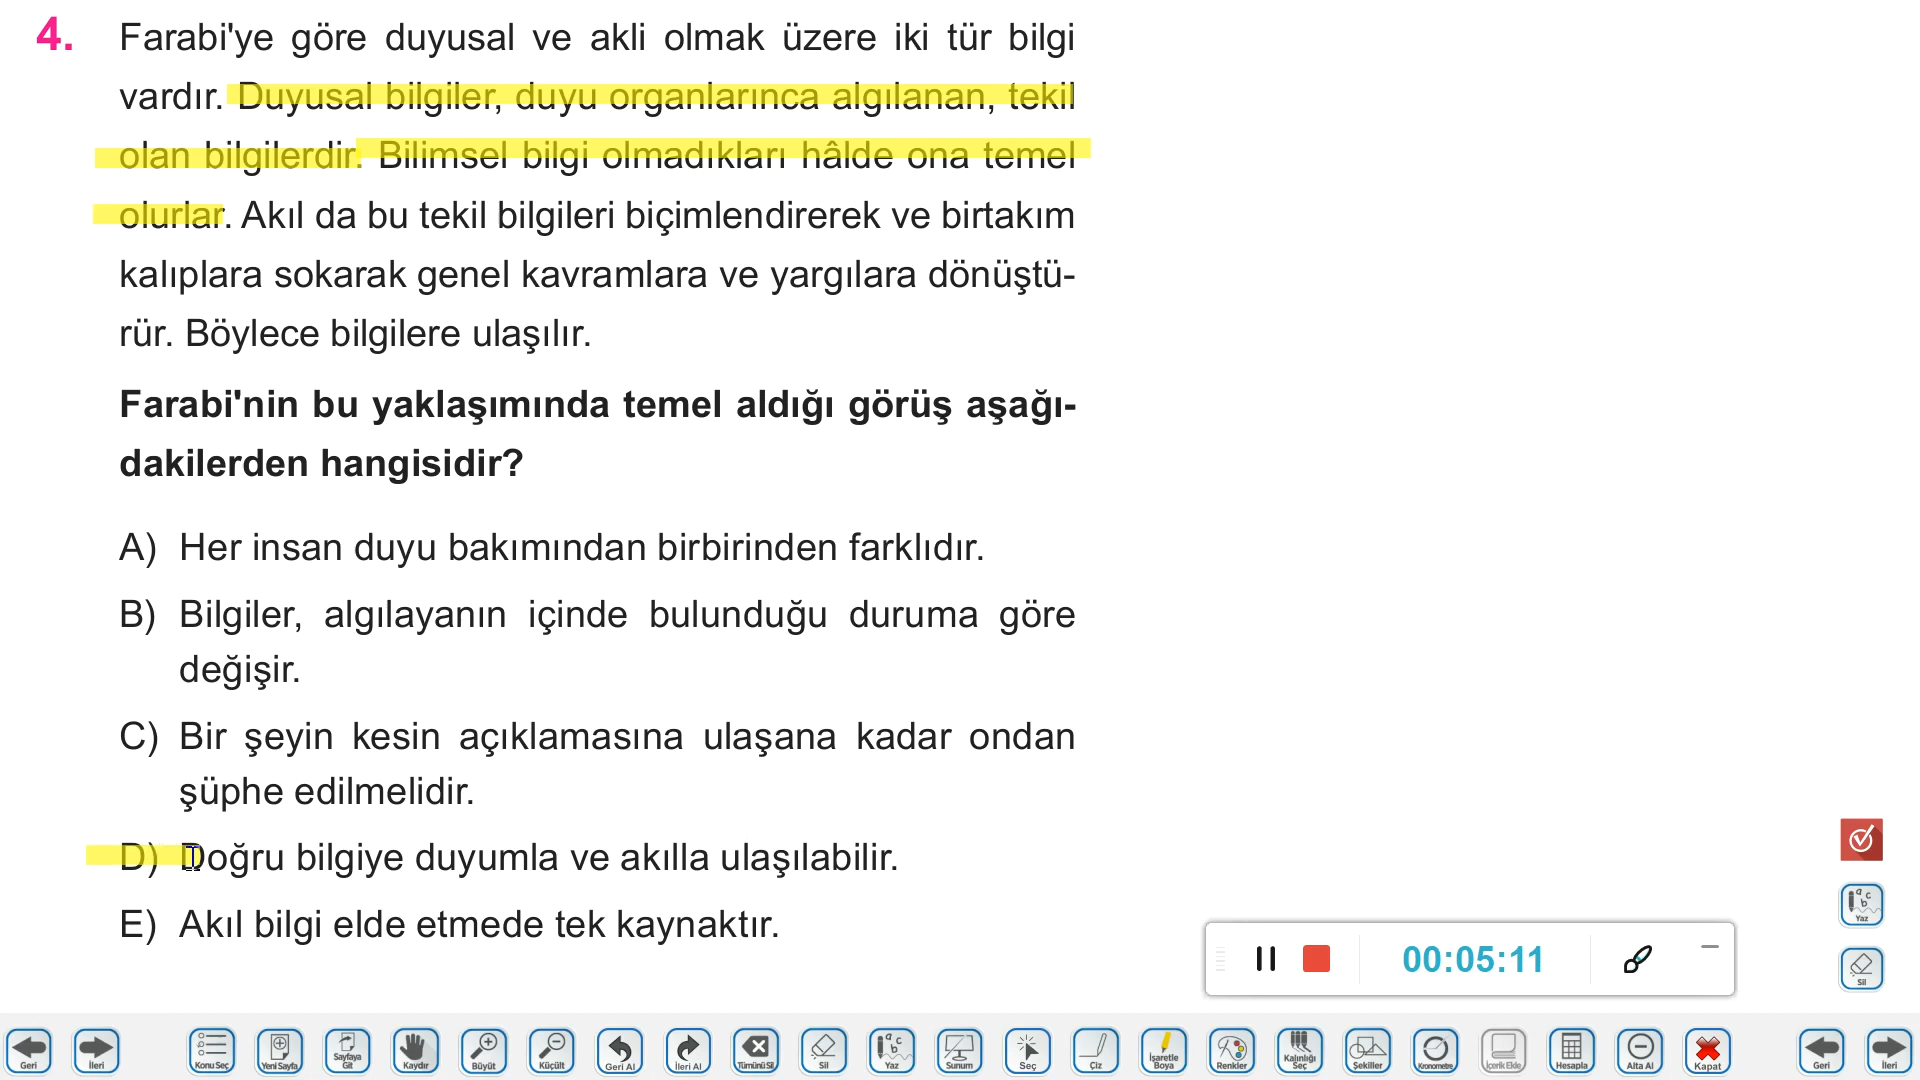 4. Farabi'ye göre duyusal ve akli olmak üzere iki tür bilgi
vardır. Duyusal bilgiler, duyu organlarınca algılanan, tekil
olan bilgilerdir. Bilimsel bilgi olmadıkları hâlde ona temel
olurlar. Akıl da bu tekil bilgileri biçimlendirerek ve birtakım
kalıplara sokarak genel kavramlara ve yargılara dönüştü-
rür. Böylece bilgilere ulaşılır.
Farabi'nin bu yaklaşımında temel aldığı görüş aşağı-
dakilerden hangisidir?
A) Her insan duyu bakımından birbirinden farklıdır.
B) Bilgiler, algılayanın içinde bulunduğu duruma göre
değişir.
C) Bir şeyin kesin açıklamasına ulaşana kadar ondan
şüphe edilmelidir.
D) Doğru bilgiye duyumla ve akılla ulaşılabilir.
E) Akıl bilgi elde etmede tek kaynaktır.
00:05:11
Yaz
Sil
Geri İleri Konu Seç Yeni Sayfa Sayfaya Git Kaydır Büyüt Küçült Geri Al İleri Al Tümünü Sil Sil Yaz Sunum Seç Çiz İşaretle Boya Renkler Kalınlığı Seç Şekiller Kronometre İçerik Ekle Hesapla Alta Al Kapat Geri İleri